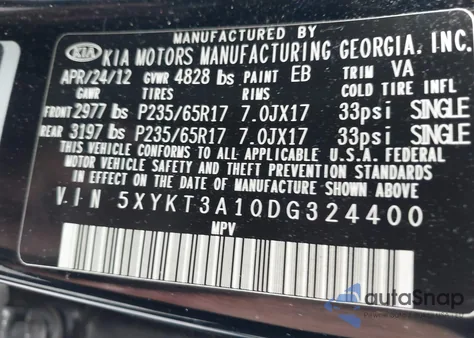 MANUFACTURED BY
KIA KIA MOTORS MANUFACTURING GEORGIA, INC.
APR/24/12 GVWR 4828 lbs PAINT EB TRIM VA
GAWR TIRES RIMS COLD TIRE INFL
FRONT 2977 lbs P235/65R17 7.0JX17 33psi SINGLE
REAR 3197 lbs P235/65R17 7.0JX17 33psi SINGLE
THIS VEHICLE CONFORMS TO ALL APPLICABLE U.S.A. FEDERAL
MOTOR VEHICLE SAFETY AND THEFT PREVENTION STANDARDS
IN EFFECT ON THE DATE OF MANUFACTURE SHOWN ABOVE
V I N 5XYKT3A10DG324400
MPV
autoSnap